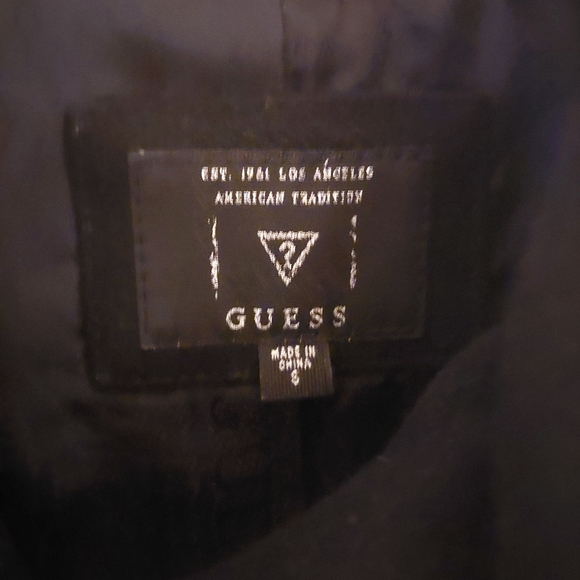 EST. 1981 LOS ANGELES
AMERICAN TRADITION
?
GUESS
MADE IN
CHINA